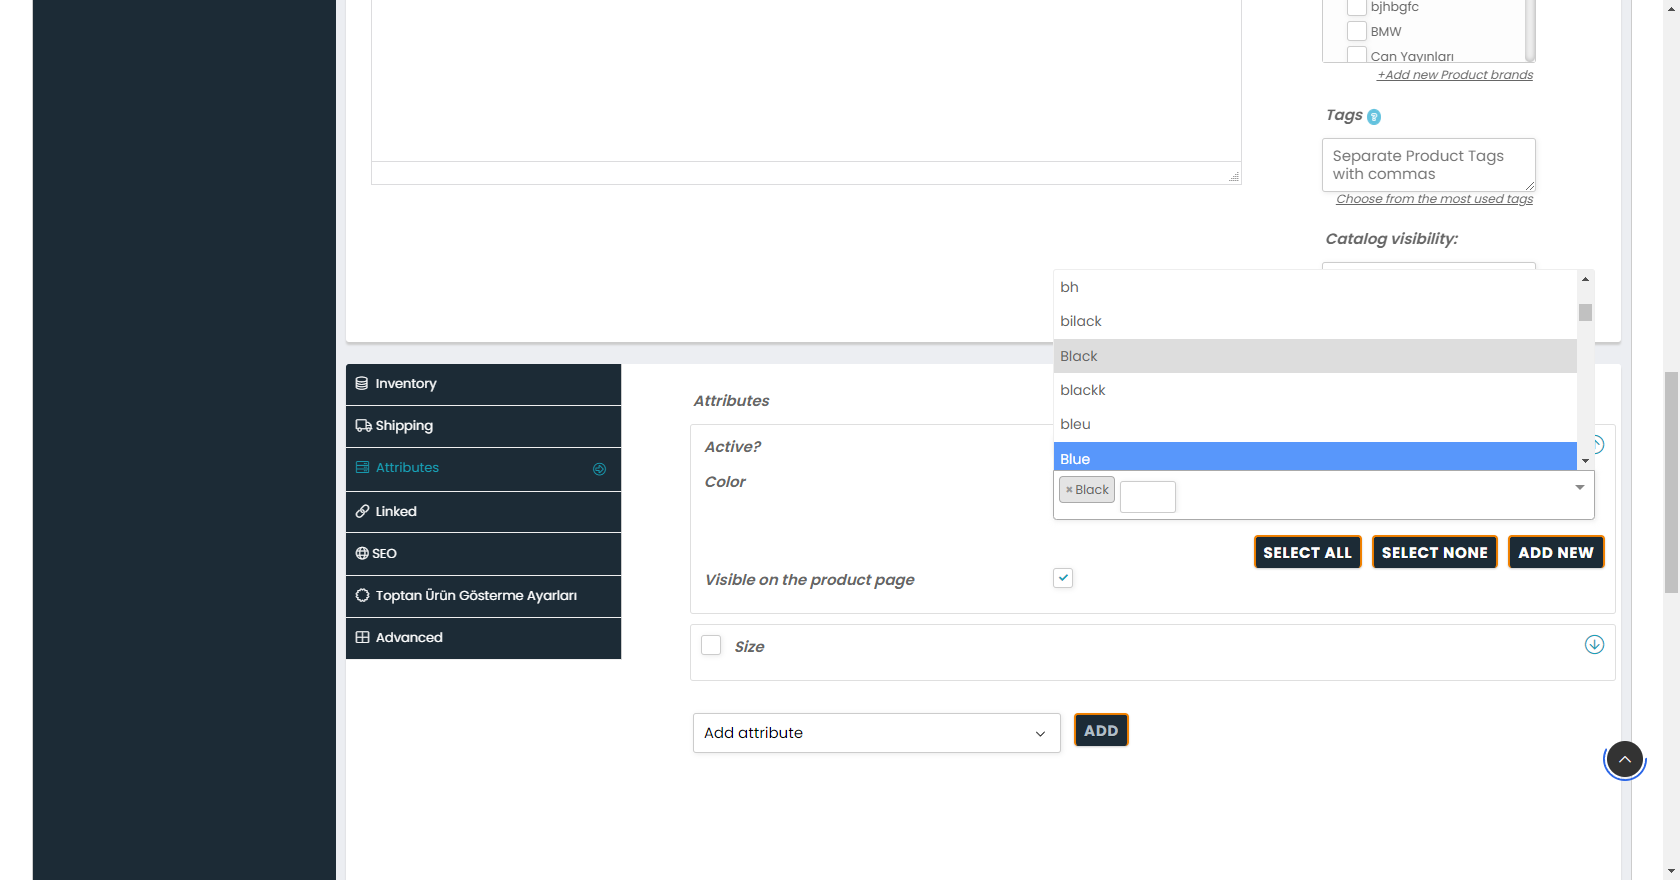 bjhbgfc
BMW
Can Yayınları
+Add new Product brands
Tags ?
Separate Product Tags
with commas
Choose from the most used tags
Catalog visibility:
bh
bilack
Black
blackk
bleu
Blue
×Black
Inventory
Shipping
Attributes
Linked
SEO
Toptan Ürün Gösterme Ayarları
Advanced
Attributes
Active?
Color
SELECT ALL
SELECT NONE
ADD NEW
Visible on the product page
Size
Add attribute
ADD